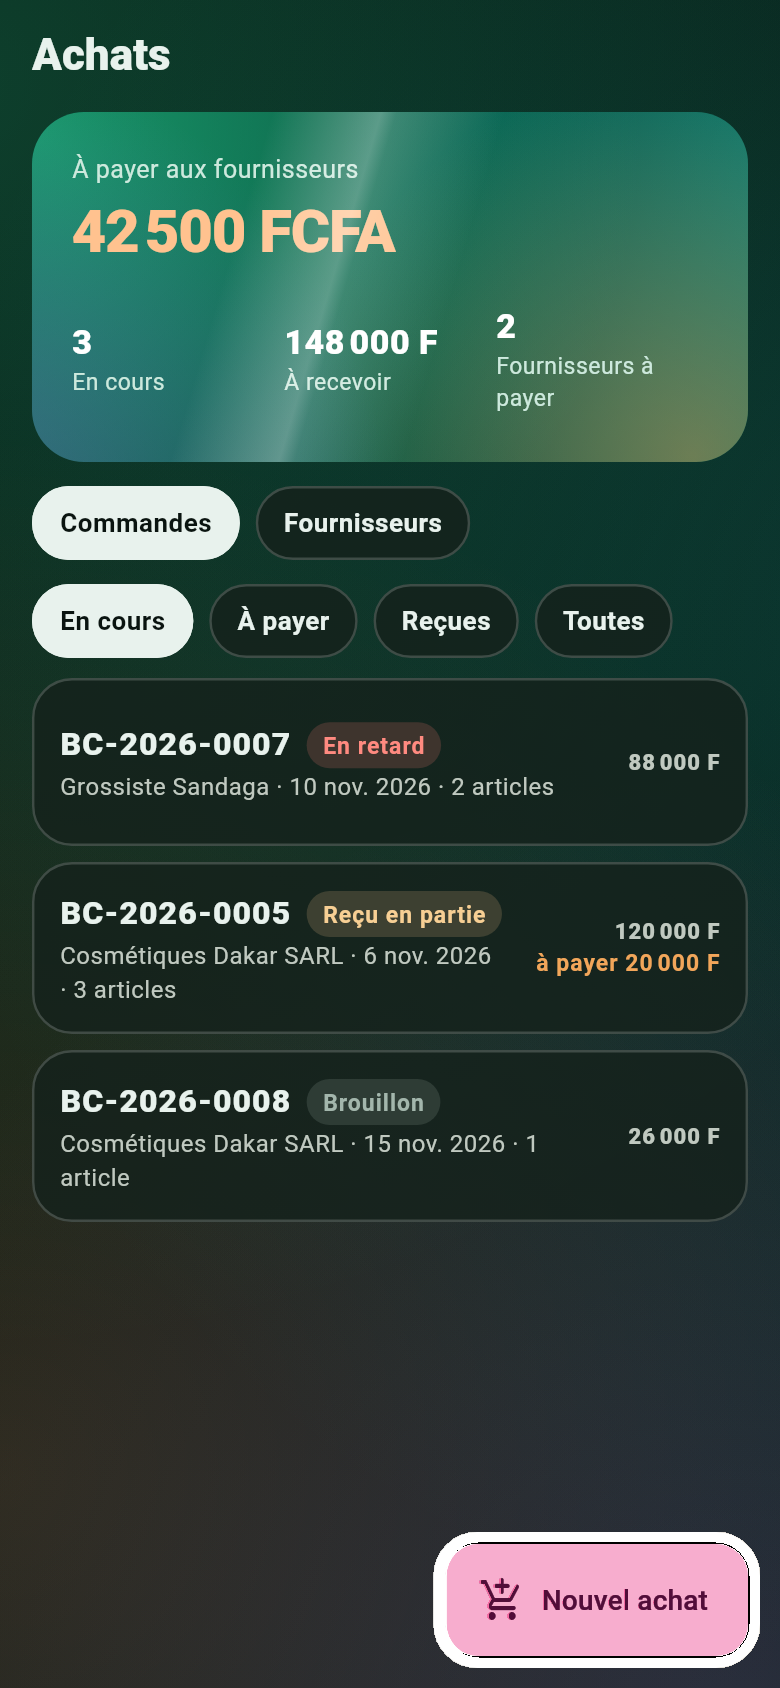 Achats
À payer aux fournisseurs
42 500 FCFA
3
En cours
148 000 F
À recevoir
2
Fournisseurs à
payer
Commandes
Fournisseurs
En cours
À payer
Reçues
Toutes
BC-2026-0007 En retard
Grossiste Sandaga · 10 nov. 2026 · 2 articles
88 000 F
BC-2026-0005 Reçu en partie
Cosmétiques Dakar SARL · 6 nov. 2026
· 3 articles
120 000 F
à payer 20 000 F
BC-2026-0008 Brouillon
Cosmétiques Dakar SARL · 15 nov. 2026 · 1
article
26 000 F
Nouvel achat